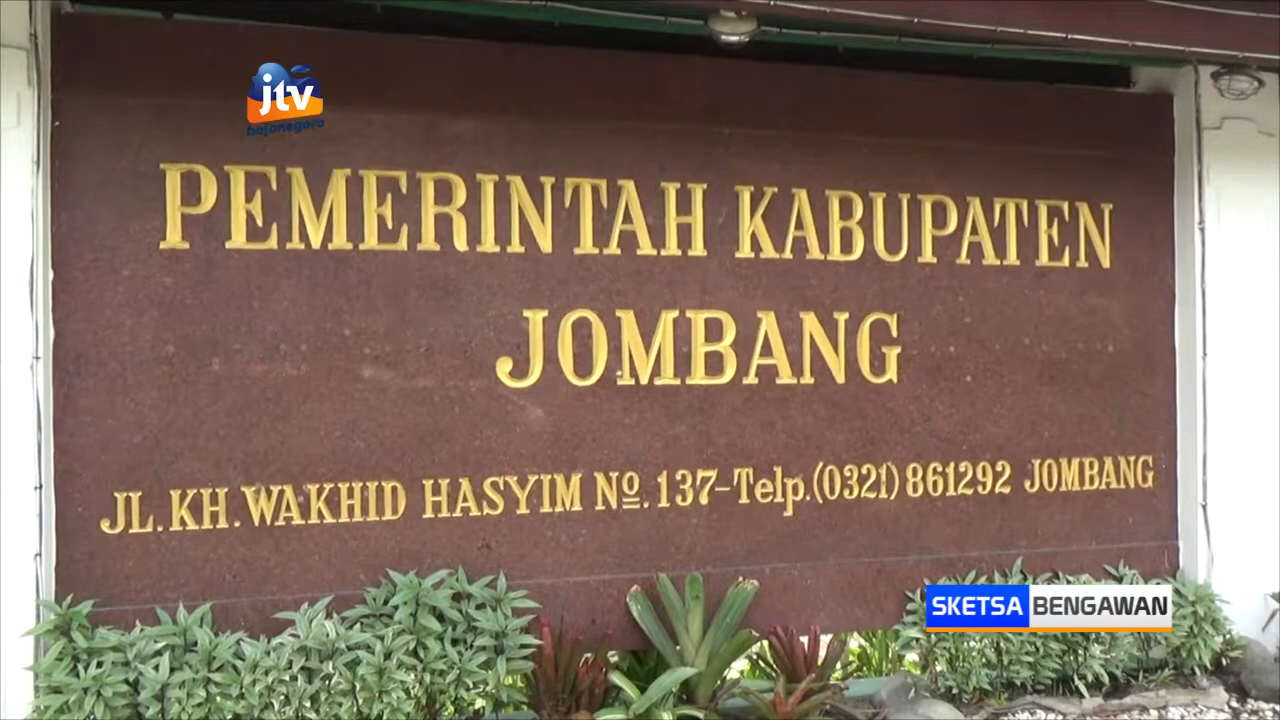 jtv
bojonegoro
PEMERINTAH KABUPATEN
JOMBANG
JL.KH.WAKHID HASYIM Nº.137-Telp.(0321) 861292 JOMBANG
SKETSA BENGAWAN